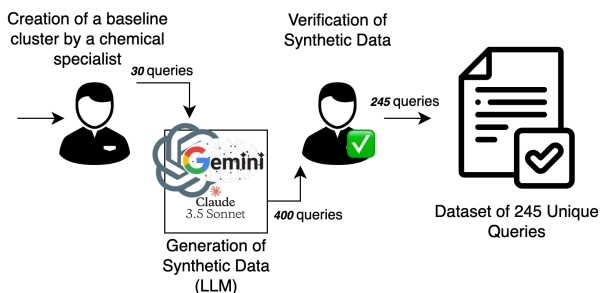 Creation of a baseline
cluster by a chemical
specialist
30 queries
Gemini
Claude
3.5 Sonnet
Generation of
Synthetic Data
(LLM)
400 queries
Verification of
Synthetic Data
245 queries
Dataset of 245 Unique
Queries